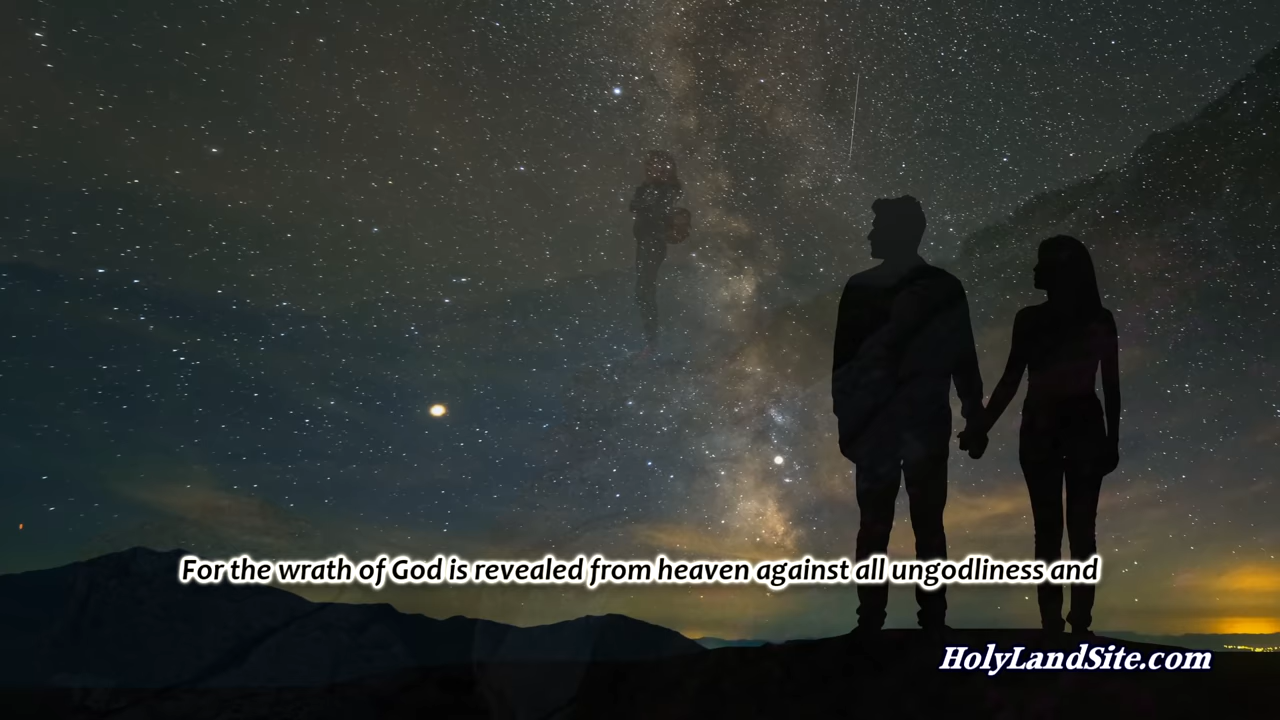 For the wrath of God is revealed from heaven against all ungodliness and
HolyLandSite.com